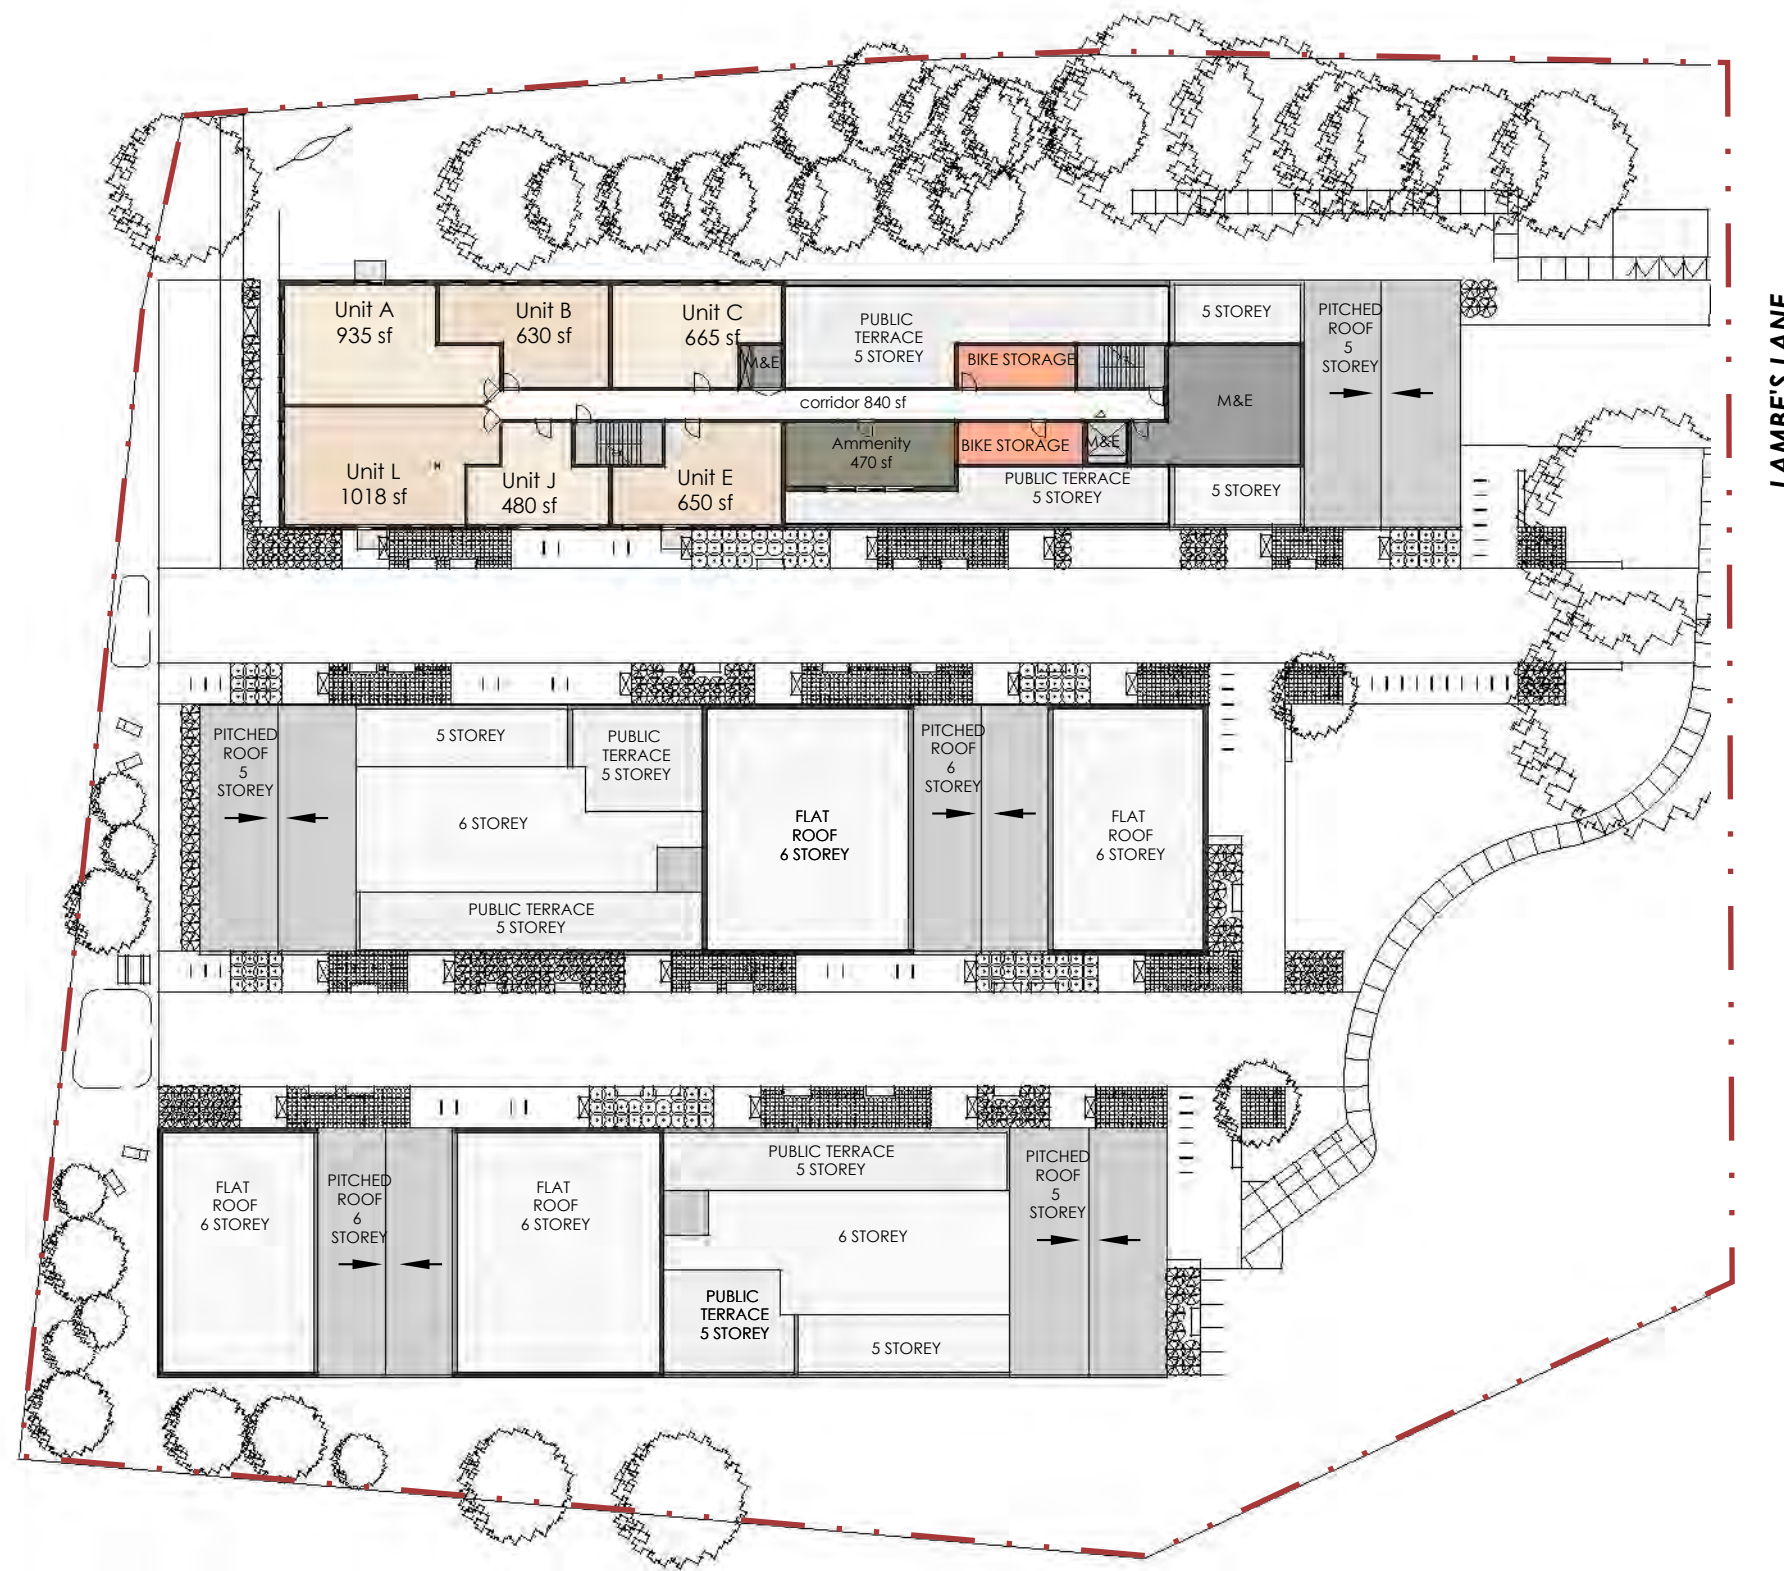 Unit A
935 sf
Unit B
630 sf
Unit C
665 sf
M&E
PUBLIC
TERRACE
5 STOREY
BIKE STORAGE
5 STOREY
PITCHED
ROOF
5
STOREY
M&E
corridor 840 sf
Unit L
1018 sf
Unit J
480 sf
Unit E
650 sf
Ammenity
470 sf
BIKE STORAGE
M&E
PUBLIC TERRACE
5 STOREY
5 STOREY
LAMBE'S LANE
PITCHED
ROOF
5
STOREY
5 STOREY
PUBLIC
TERRACE
5 STOREY
6 STOREY
PUBLIC TERRACE
5 STOREY
FLAT
ROOF
6 STOREY
PITCHED
ROOF
6
STOREY
FLAT
ROOF
6 STOREY
FLAT
ROOF
6 STOREY
PITCHED
ROOF
6
STOREY
FLAT
ROOF
6 STOREY
PUBLIC TERRACE
5 STOREY
6 STOREY
PUBLIC
TERRACE
5 STOREY
5 STOREY
PITCHED
ROOF
5
STOREY